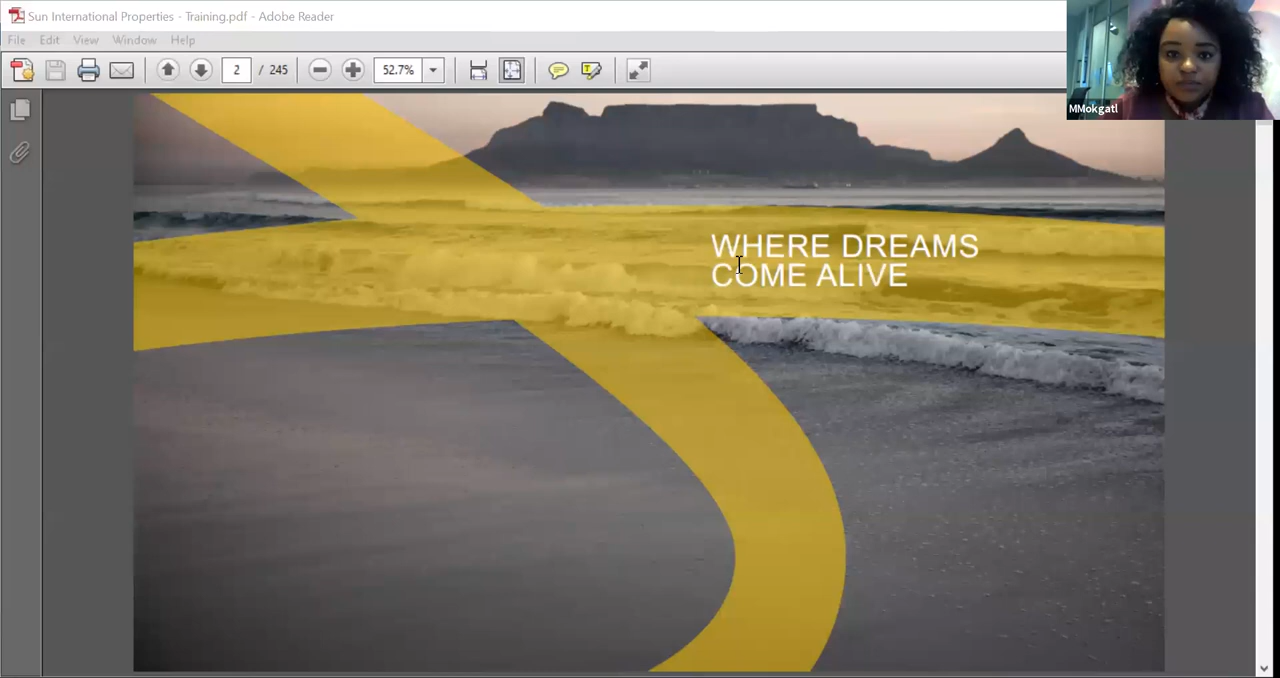 Sun International Properties - Training.pdf - Adobe Reader
File Edit View Window Help
2 / 245 52.7%
MMokgatl
WHERE DREAMS
COME ALIVE